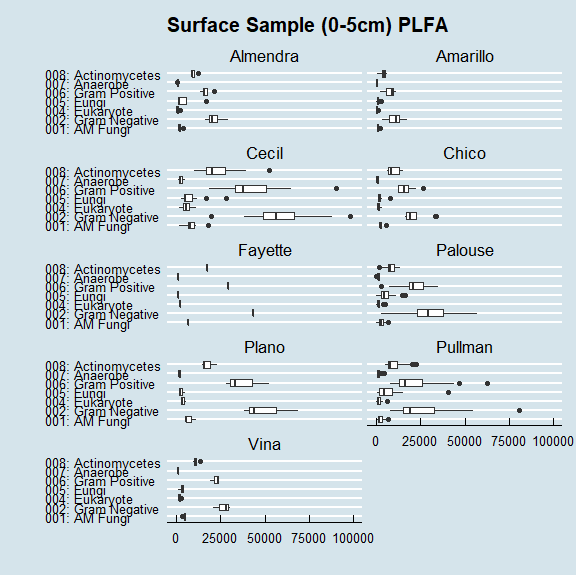 Surface Sample (0-5cm) PLFA
Almendra
Amarillo
008: Actinomycetes
007: Anaerobe
006: Gram Positive
005: Fungi
004: Eukaryote
002: Gram Negative
001: AM Fungi
Cecil
Chico
008: Actinomycetes
007: Anaerobe
006: Gram Positive
005: Fungi
004: Eukaryote
002: Gram Negative
001: AM Fungi
Fayette
Palouse
008: Actinomycetes
007: Anaerobe
006: Gram Positive
005: Fungi
004: Eukaryote
002: Gram Negative
001: AM Fungi
Plano
Pullman
008: Actinomycetes
007: Anaerobe
006: Gram Positive
005: Fungi
004: Eukaryote
002: Gram Negative
001: AM Fungi
0 25000 50000 75000 100000
Vina
008: Actinomycetes
007: Anaerobe
006: Gram Positive
005: Fungi
004: Eukaryote
002: Gram Negative
001: AM Fungi
0 25000 50000 75000 100000